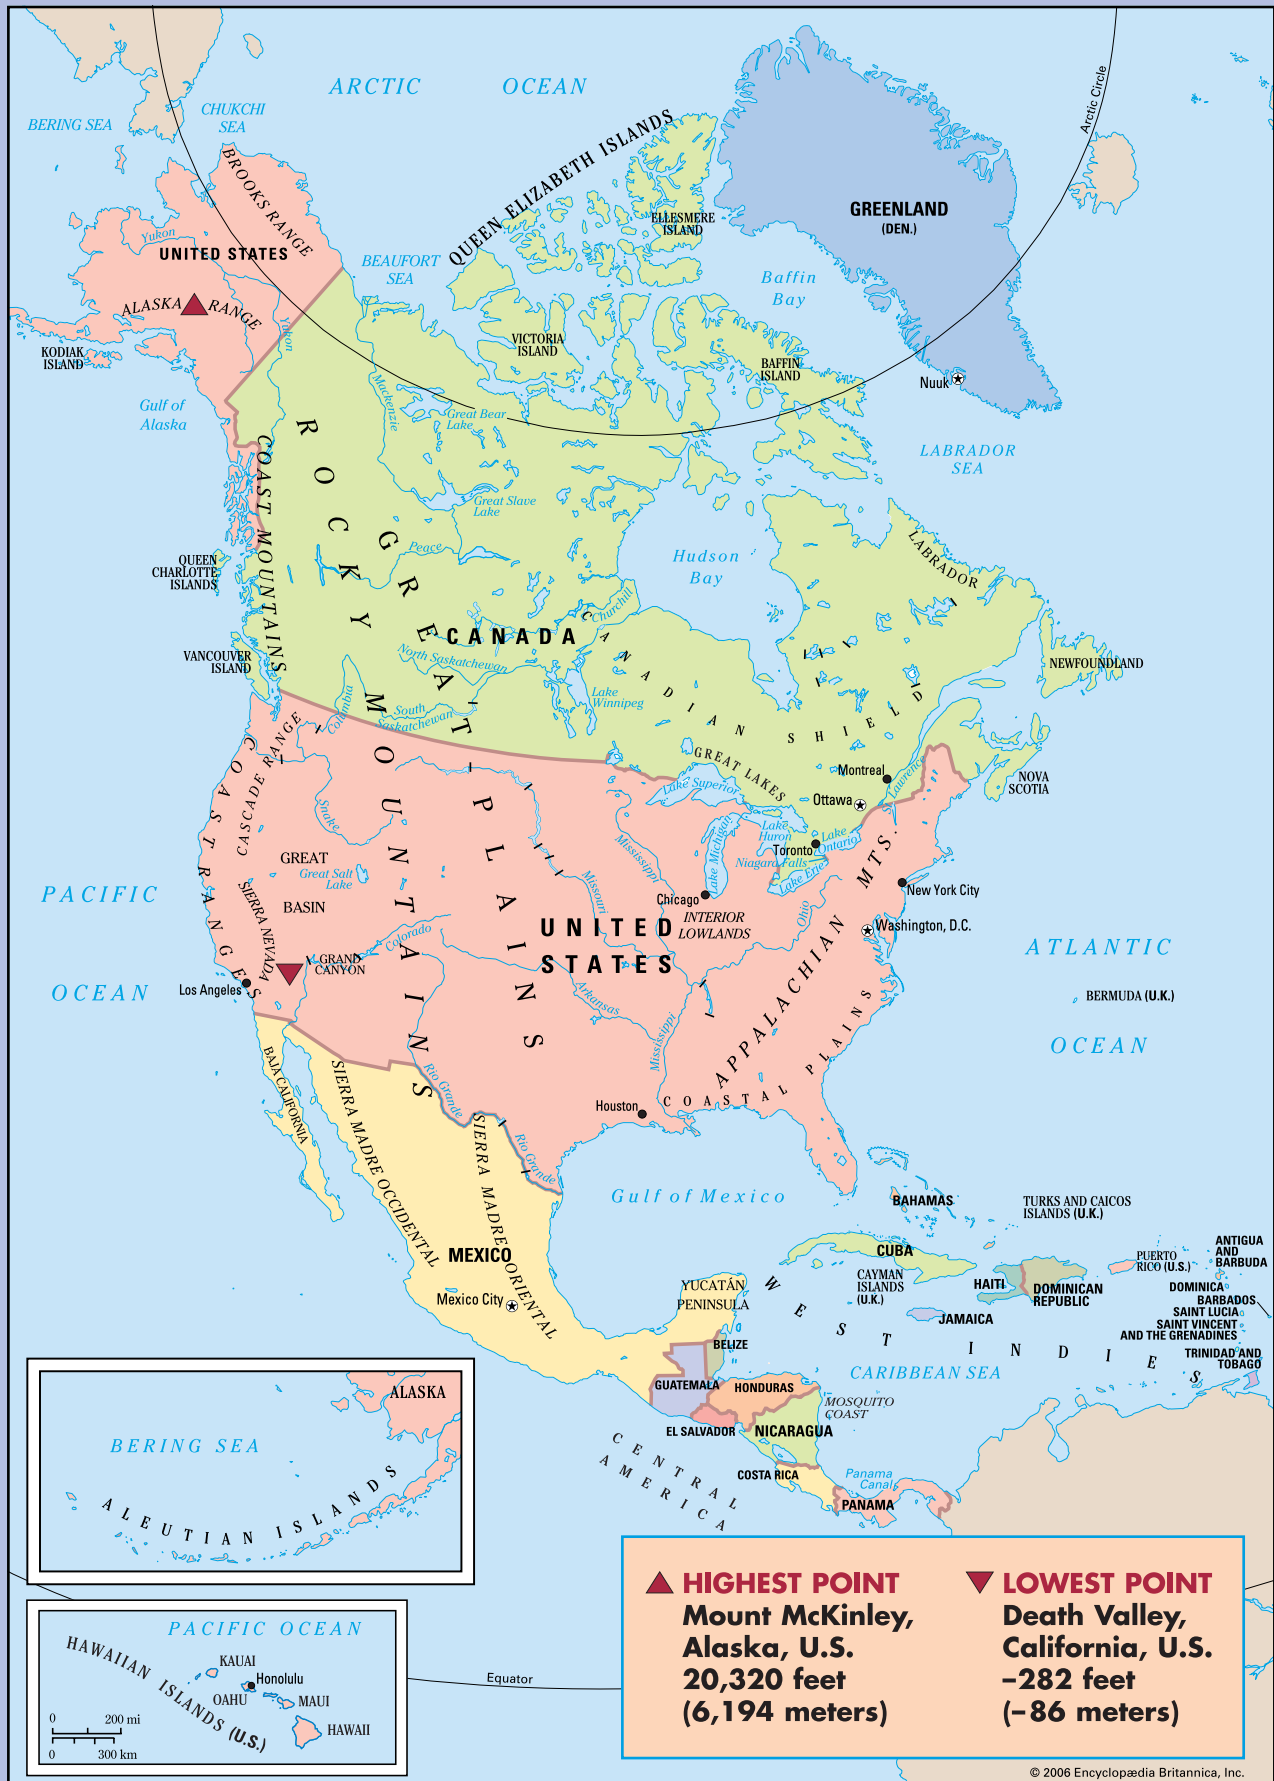 ARCTIC OCEAN
Arctic Circle
CHUKCHI
SEA
BERING SEA
BROOKS RANGE
QUEEN ELIZABETH ISLANDS
ELLESMERE
ISLAND
GREENLAND
(DEN.)
Yukon
UNITED STATES
BEAUFORT
SEA
Baffin
Bay
ALASKA RANGE
Yukon
KODIAK
ISLAND
VICTORIA
ISLAND
BAFFIN
ISLAND
Nuuk
Gulf of
Alaska
Mackenzie
Great Bear
Lake
LABRADOR
SEA
COAST MOUNTAINS
ROCKY MOUNTAINS
GREAT PLAINS
Great Slave
Lake
Peace
Hudson
Bay
LABRADOR
QUEEN
CHARLOTTE
ISLANDS
Churchill
CANADA
CANADIAN SHIELD
VANCOUVER
ISLAND
North Saskatchewan
NEWFOUNDLAND
Lake
Winnipeg
Columbia
South
Saskatchewan
COAST RANGES
CASCADE RANGE
GREAT LAKES
Montreal
St. Lawrence
NOVA
SCOTIA
Lake Superior
Ottawa
Snake
Lake
Huron
Lake
Ontario
Toronto
Lake Michigan
Niagara Falls
Lake Erie
Mississippi
Missouri
GREAT
BASIN
Great Salt
Lake
SIERRA NEVADA
PACIFIC
OCEAN
Chicago
INTERIOR
LOWLANDS
Ohio
APPALACHIAN MTS.
New York City
Washington, D.C.
UNITED
STATES
Colorado
GRAND
CANYON
Los Angeles
Arkansas
Mississippi
ATLANTIC
OCEAN
BERMUDA (U.K.)
COASTAL PLAINS
Houston
BAJA CALIFORNIA
SIERRA MADRE OCCIDENTAL
Rio Grande
SIERRA MADRE ORIENTAL
Rio Grande
Gulf of Mexico
BAHAMAS
TURKS AND CAICOS
ISLANDS (U.K.)
MEXICO
Mexico City
CUBA
CAYMAN
ISLANDS
(U.K.)
HAITI
DOMINICAN
REPUBLIC
PUERTO
RICO (U.S.)
ANTIGUA
AND
BARBUDA
DOMINICA
BARBADOS
SAINT LUCIA
SAINT VINCENT
AND THE GRENADINES
TRINIDAD AND
TOBAGO
JAMAICA
WEST INDIES
YUCATÁN
PENINSULA
BELIZE
CARIBBEAN SEA
GUATEMALA
HONDURAS
MOSQUITO
COAST
EL SALVADOR
NICARAGUA
CENTRAL
AMERICA
COSTA RICA
Panama
Canal
PANAMA
ALASKA
BERING SEA
ALEUTIAN ISLANDS
PACIFIC OCEAN
HAWAIIAN ISLANDS (U.S.)
KAUAI
Honolulu
OAHU
MAUI
HAWAII
0 200 mi
0 300 km
Equator
HIGHEST POINT
Mount McKinley,
Alaska, U.S.
20,320 feet
(6,194 meters)
LOWEST POINT
Death Valley,
California, U.S.
–282 feet
(–86 meters)
© 2006 Encyclopædia Britannica, Inc.